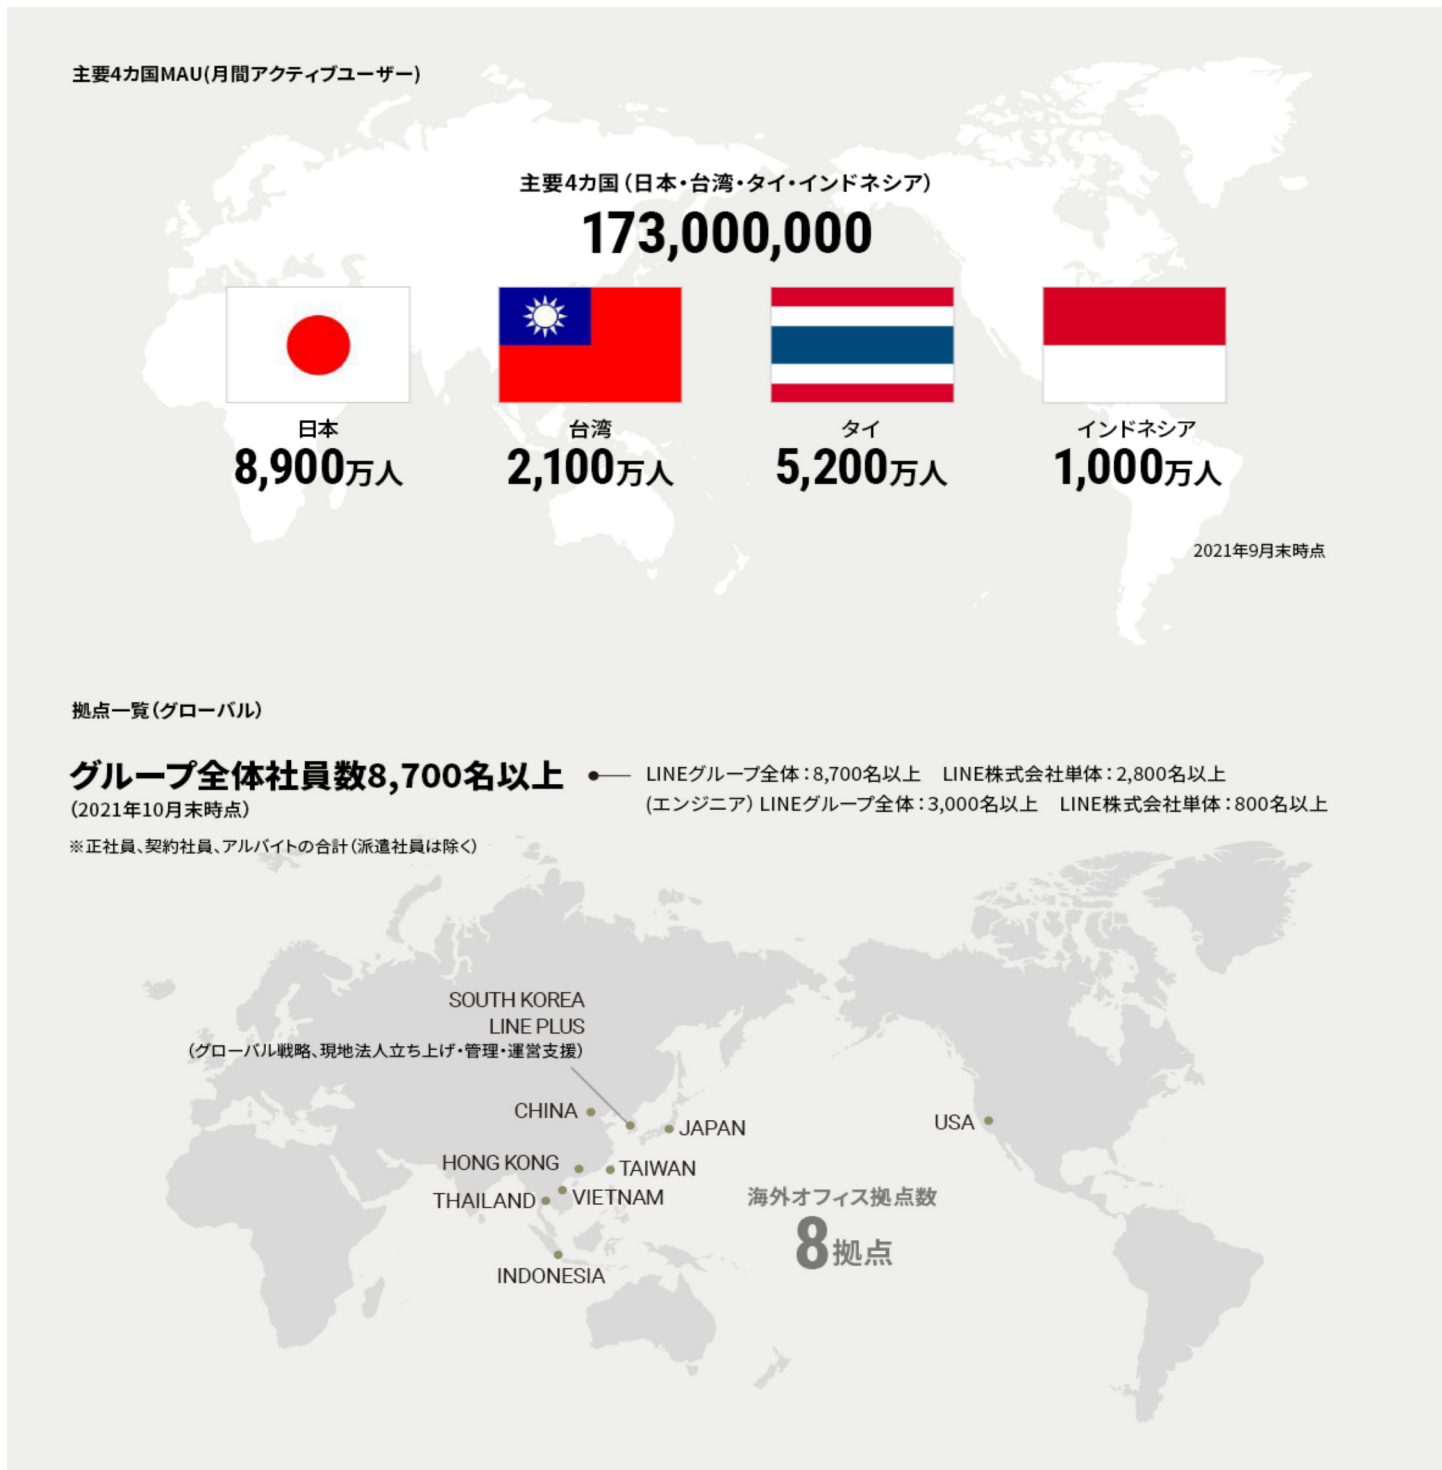 主要4カ国MAU(月間アクティブユーザー)
主要4カ国（日本・台湾・タイ・インドネシア）
173,000,000
日本
8,900万人
台湾
2,100万人
タイ
5,200万人
インドネシア
1,000万人
2021年9月末時点
拠点一覧（グローバル）
グループ全体社員数8,700名以上
（2021年10月末時点）
※正社員、契約社員、アルバイトの合計（派遣社員は除く）
LINEグループ全体：8,700名以上　LINE株式会社単体：2,800名以上
(エンジニア）LINEグループ全体：3,000名以上　LINE株式会社単体：800名以上
SOUTH KOREA
LINE PLUS
（グローバル戦略、現地法人立ち上げ・管理・運営支援）
CHINA
JAPAN
USA
HONG KONG
TAIWAN
THAILAND
VIETNAM
INDONESIA
海外オフィス拠点数
8拠点